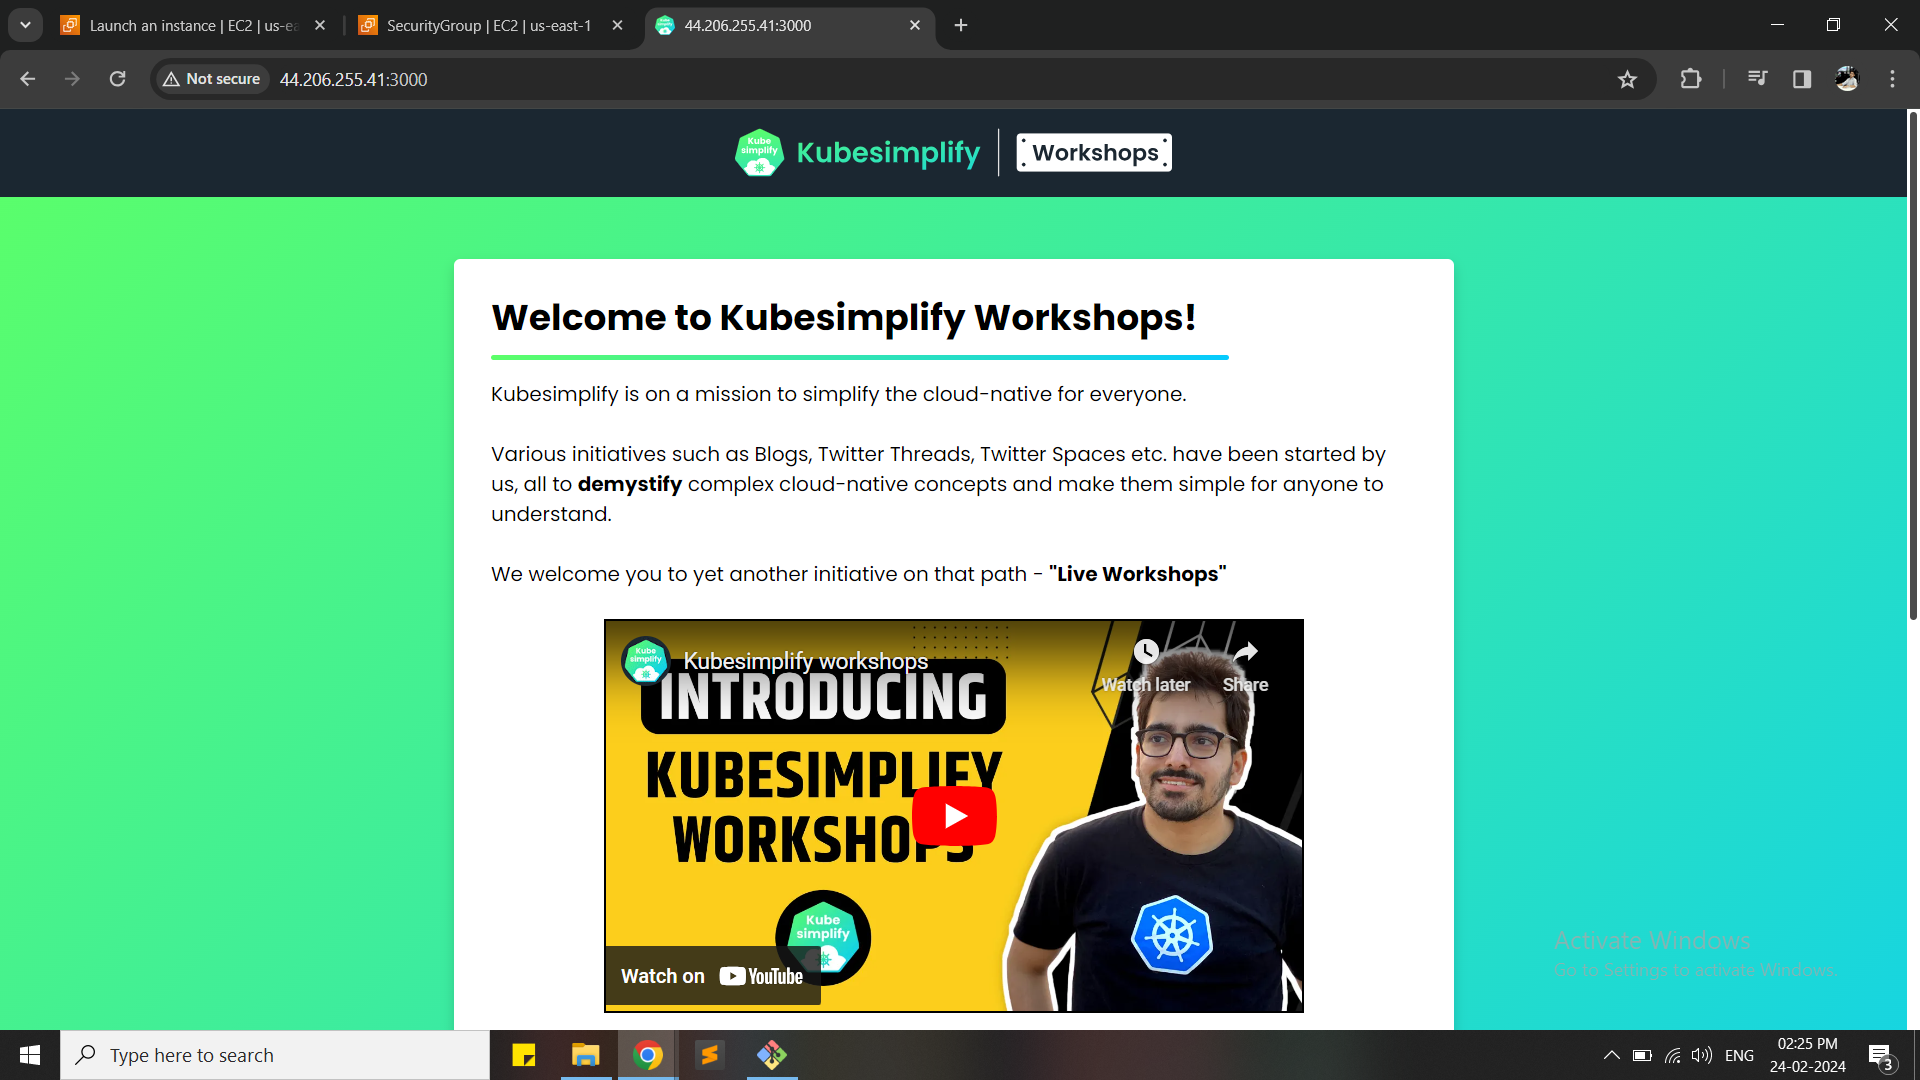 Launch an instance | EC2 | us-ea
SecurityGroup | EC2 | us-east-1
44.206.255.41:3000
Not secure
44.206.255.41:3000
Kube
simplify
Kubesimplify
Workshops
Welcome to Kubesimplify Workshops!
Kubesimplify is on a mission to simplify the cloud-native for everyone.
Various initiatives such as Blogs, Twitter Threads, Twitter Spaces etc. have been started by
us, all to demystify complex cloud-native concepts and make them simple for anyone to
understand.
We welcome you to yet another initiative on that path - "Live Workshops"
Kube
simplify
Kubesimplify workshops
Watch later
Share
INTRODUCING
KUBESIMPLIFY
WORKSHOPS
Kube
simplify
Watch on YouTube
Activate Windows
Go to Settings to activate Windows.
Type here to search
ENG
02:25 PM
24-02-2024
3